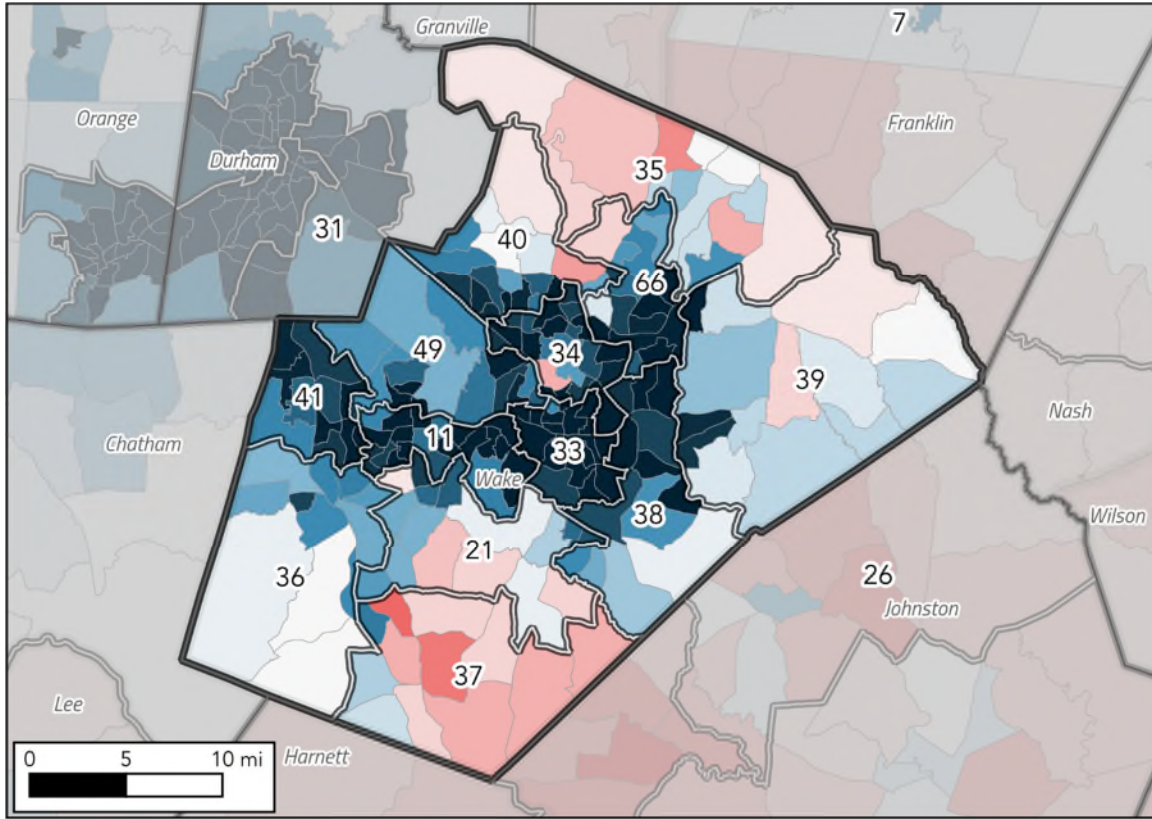 Granville
7
Orange
Franklin
Durham
35
31
40
66
49
34
39
41
Nash
11
Chatham
33
Wake
38
Wilson
21
36
26
Johnston
37
Lee
Harnett
0 5 10 mi